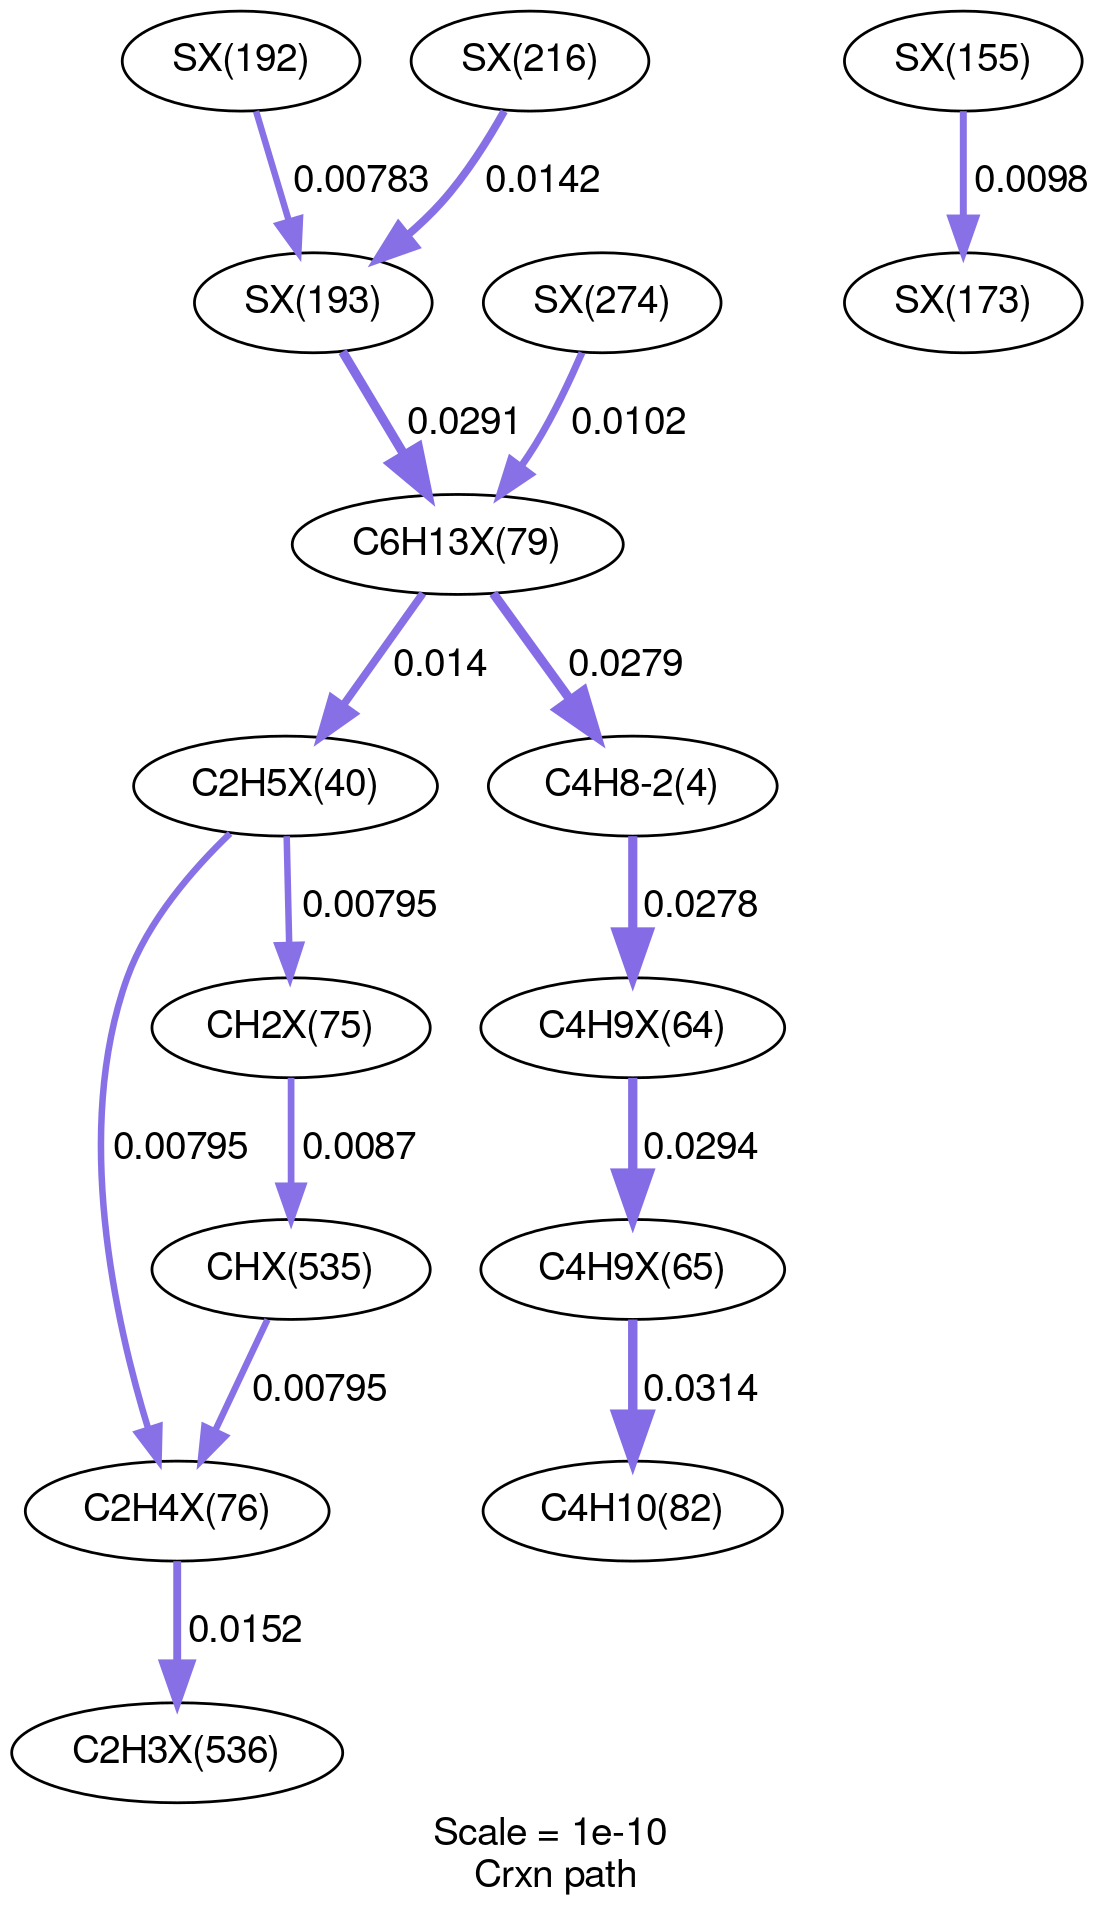 SX(192)
SX(216)
SX(155)
0.00783
0.0142
0.0098
SX(193)
SX(274)
SX(173)
0.0291
0.0102
C6H13X(79)
0.014
0.0279
C2H5X(40)
C4H8-2(4)
0.00795
0.0278
CH2X(75)
C4H9X(64)
0.00795
0.0087
0.0294
CHX(535)
C4H9X(65)
0.00795
0.0314
C2H4X(76)
C4H10(82)
0.0152
C2H3X(536)
Scale = 1e-10
Crxn path